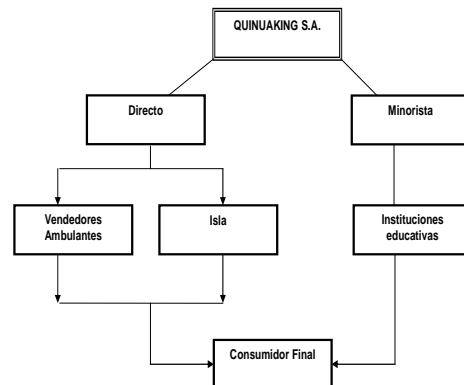 QUINUAKING S.A.
Directo
Minorista
Vendedores
Ambulantes
Isla
Instituciones
educativas
Consumidor Final